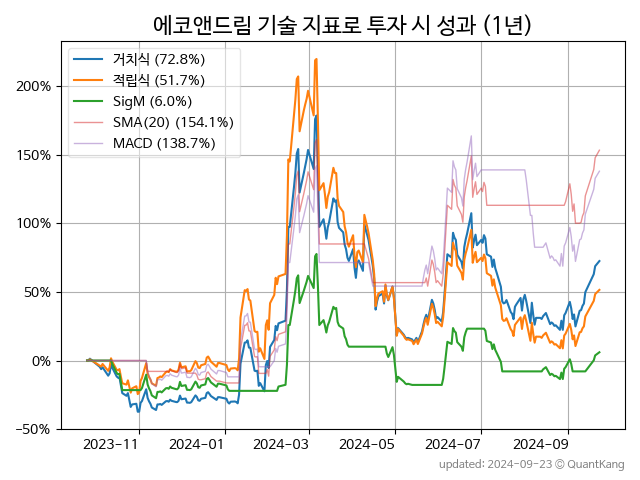 에코앤드림 기술 지표로 투자 시 성과 (1년)
거치식 (72.8%)
적립식 (51.7%)
SigM (6.0%)
SMA(20) (154.1%)
MACD (138.7%)
200%
150%
100%
50%
0%
−50%
2023-11 2024-01 2024-03 2024-05 2024-07 2024-09
updated: 2024-09-23 © QuantKang